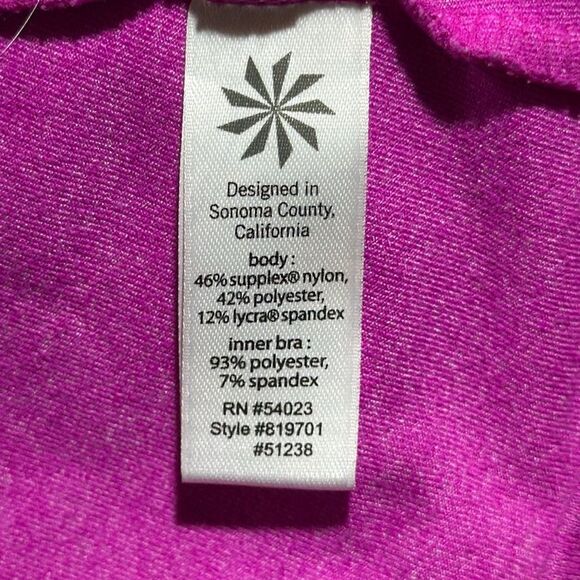 Designed in
Sonoma County,
California
body :
46% supplex® nylon,
42% polyester,
12% lycra® spandex
inner bra :
93% polyester,
7% spandex
RN #54023
Style #819701
#51238